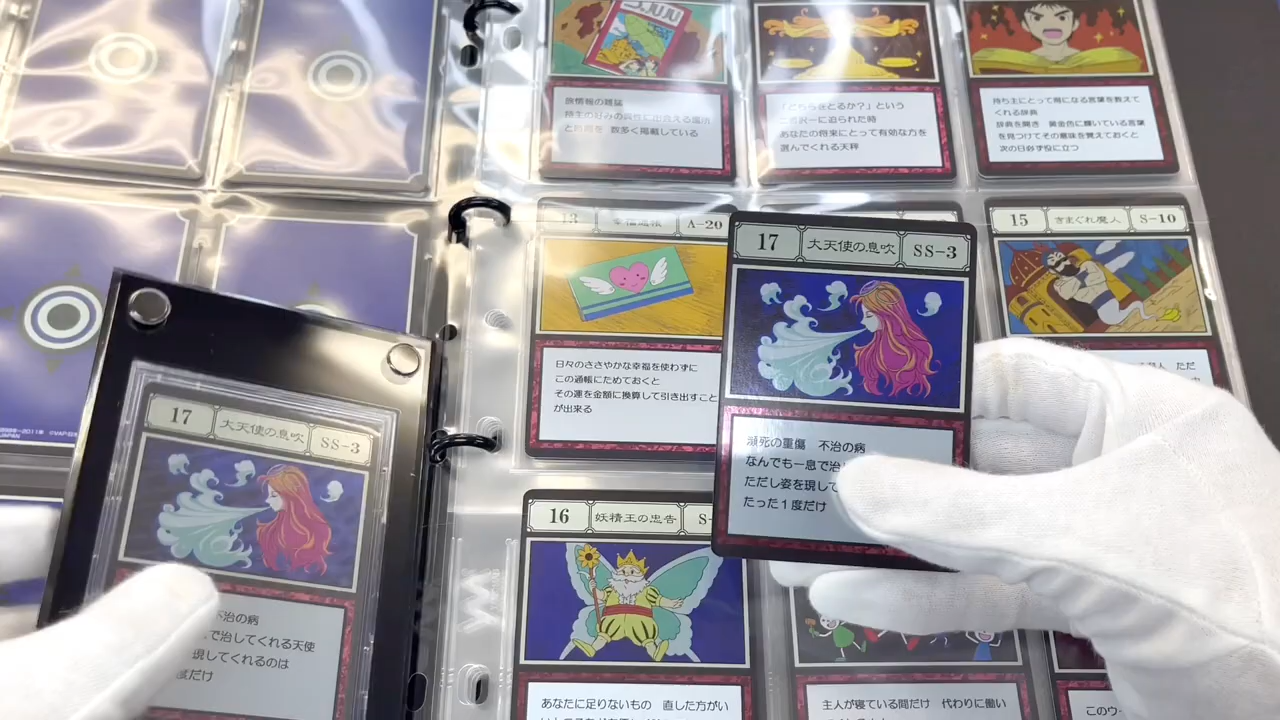 旅情報の雑誌
持主の好みの異性に出会える場所
と時間を 数多く掲載している
「どちらをとるか?」という
二者択一に迫られた時
あなたの将来にとって有効な方を
選んでくれる天秤
持ち主にとって為になる言葉を教えて
くれる辞典
辞典を開き 黄金色に輝いている言葉
を見つけてその意味を覚えておくと
次の日必ず役に立つ
13 幸福通帳 A-20
日々のささやかな幸福を使わずに
この通帳にためておくと
その運を金額に換算して引き出すこと
が出来る
17 大天使の息吹 SS-3
瀕死の重傷 不治の病
なんでも一息で治
ただし姿を現して
たった1度だけ
15 きまぐれ魔人 S-10
人 ただ
17 大天使の息吹 SS-3
不治の病
で治してくれる天使
現してくれるのは
度だけ
JAPAN
16 妖精王の忠告 S-
あなたに足りないもの 直した方がい
主人が寝ている間だけ 代わりに働い
このウ